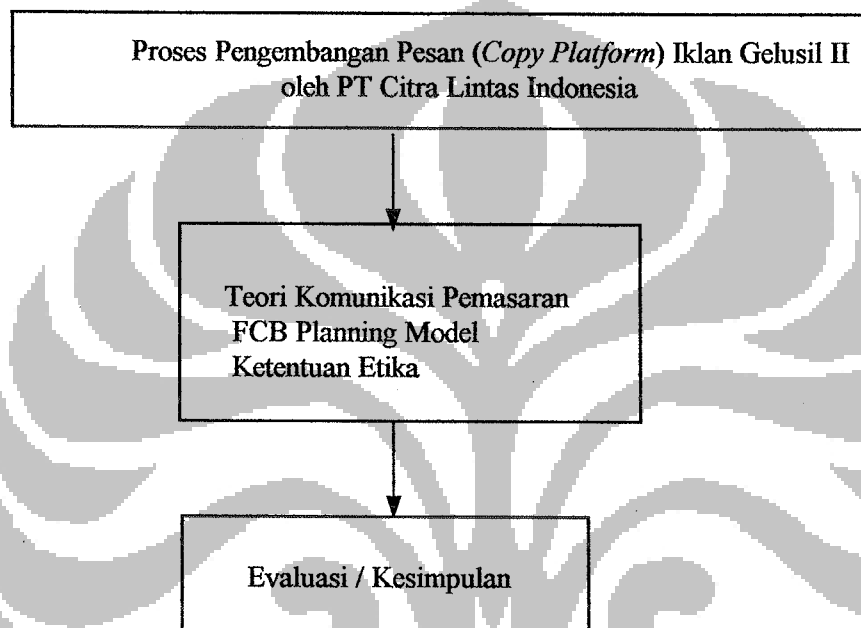 Proses Pengembangan Pesan (Copy Platform) Iklan Gelusil II
oleh PT Citra Lintas Indonesia
Teori Komunikasi Pemasaran
FCB Planning Model
Ketentuan Etika
Evaluasi / Kesimpulan